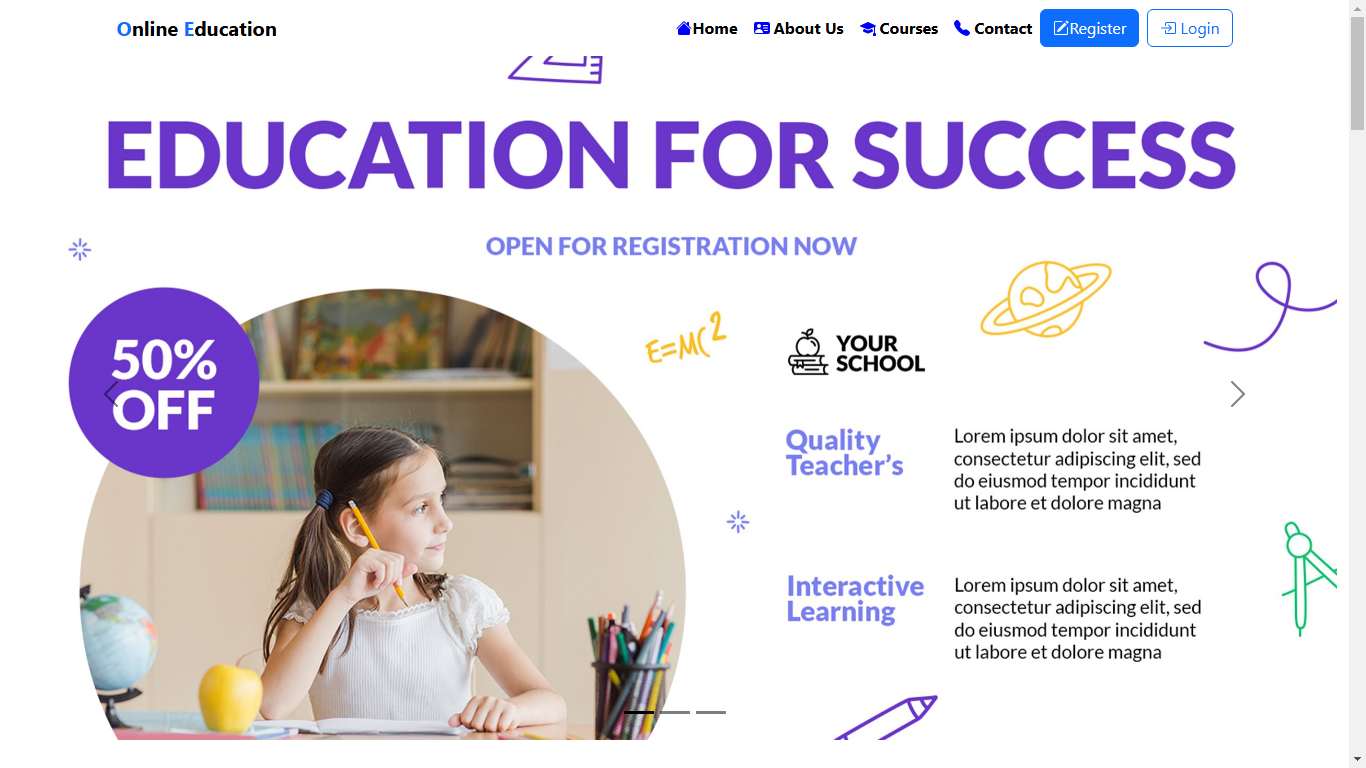 Online Education
Home
About Us
Courses
Contact
Register
Login
EDUCATION FOR SUCCESS
OPEN FOR REGISTRATION NOW
50%
OFF
E=MC2
YOUR
SCHOOL
Quality
Teacher’s
Lorem ipsum dolor sit amet,
consectetur adipiscing elit, sed
do eiusmod tempor incididunt
ut labore et dolore magna
Interactive
Learning
Lorem ipsum dolor sit amet,
consectetur adipiscing elit, sed
do eiusmod tempor incididunt
ut labore et dolore magna